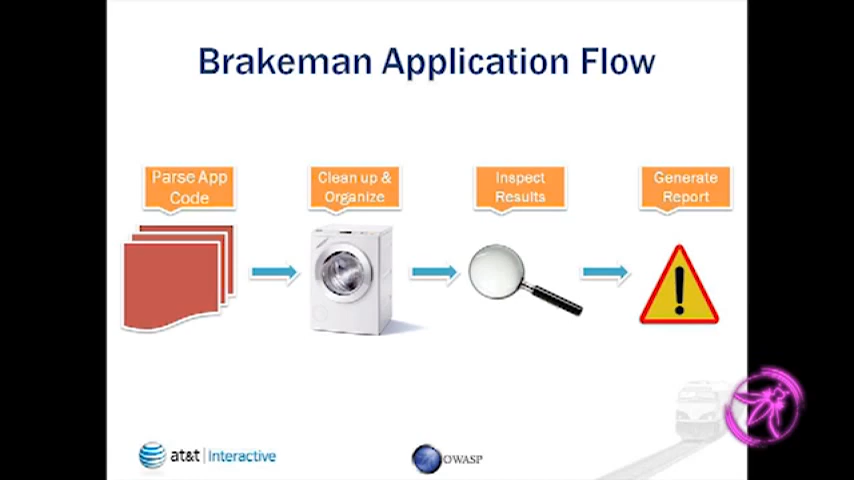 Brakeman Application Flow
Parse App
Code
Clean up &
Organize
Inspect
Results
Generate
Report
at&t | Interactive
OWASP